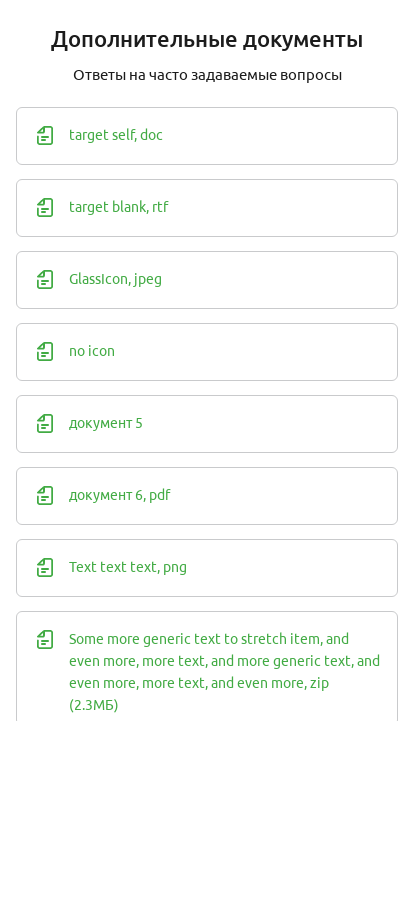 Дополнительные документы
Ответы на часто задаваемые вопросы
target self, doc
target blank, rtf
GlassIcon, jpeg
no icon
документ 5
документ 6, pdf
Text text text, png
Some more generic text to stretch item, and
even more, more text, and more generic text, and
even more, more text, and even more, zip
(2.3МБ)